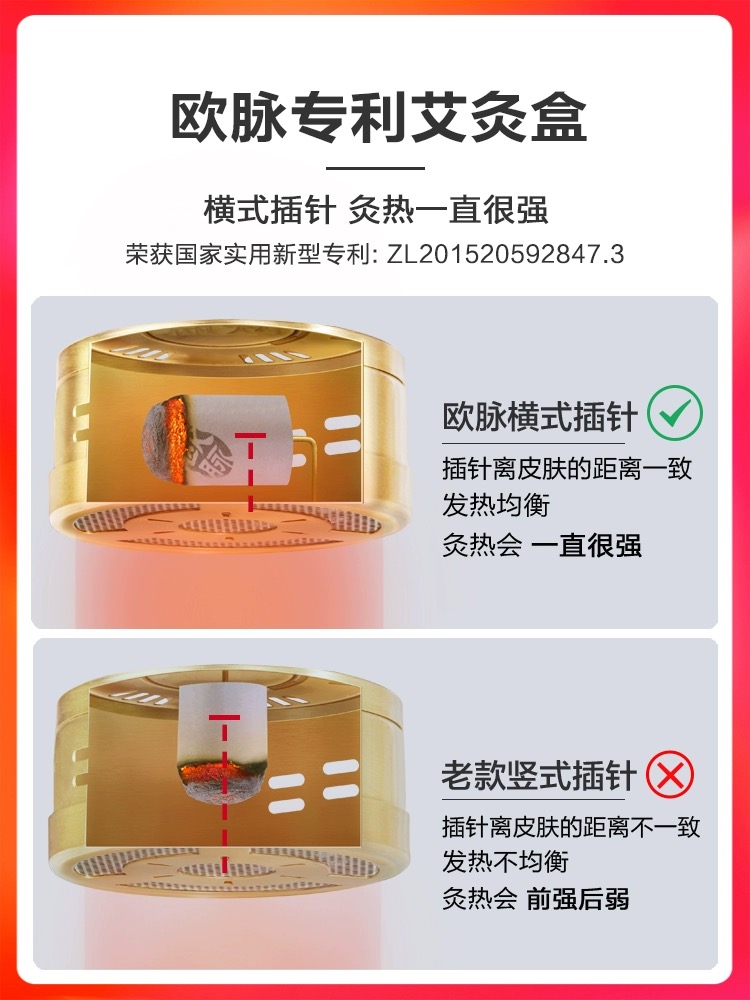 欧脉专利艾灸盒
横式插针 灸热一直很强
荣获国家实用新型专利: ZL201520592847.3
欧脉
欧脉横式插针
插针离皮肤的距离一致
发热均衡
灸热会 一直很强
老款竖式插针
插针离皮肤的距离不一致
发热不均衡
灸热会 前强后弱